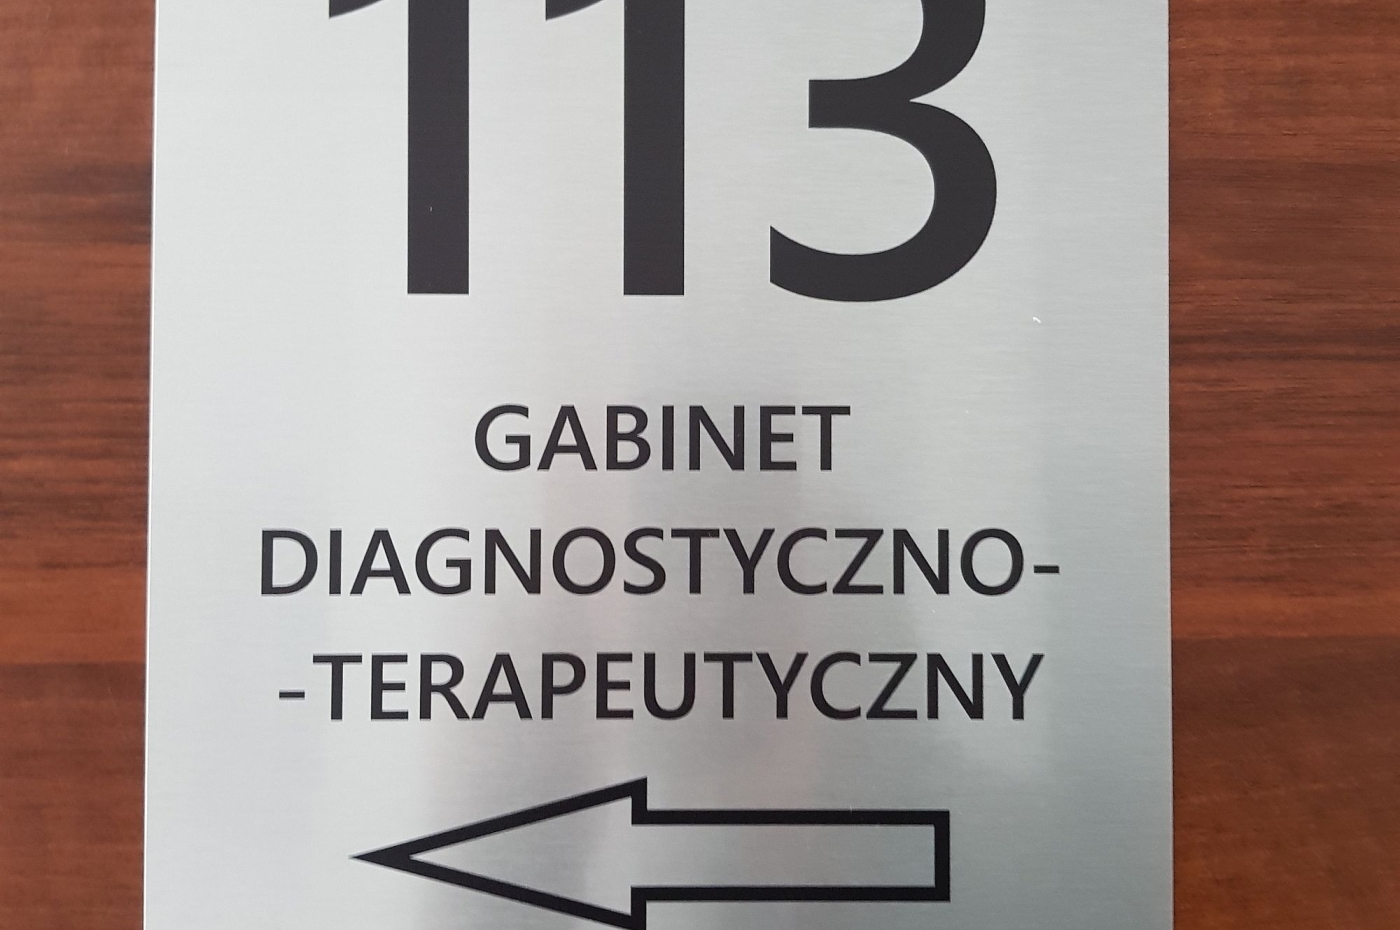 113
GABINET
DIAGNOSTYCZNO-
-TERAPEUTYCZNY